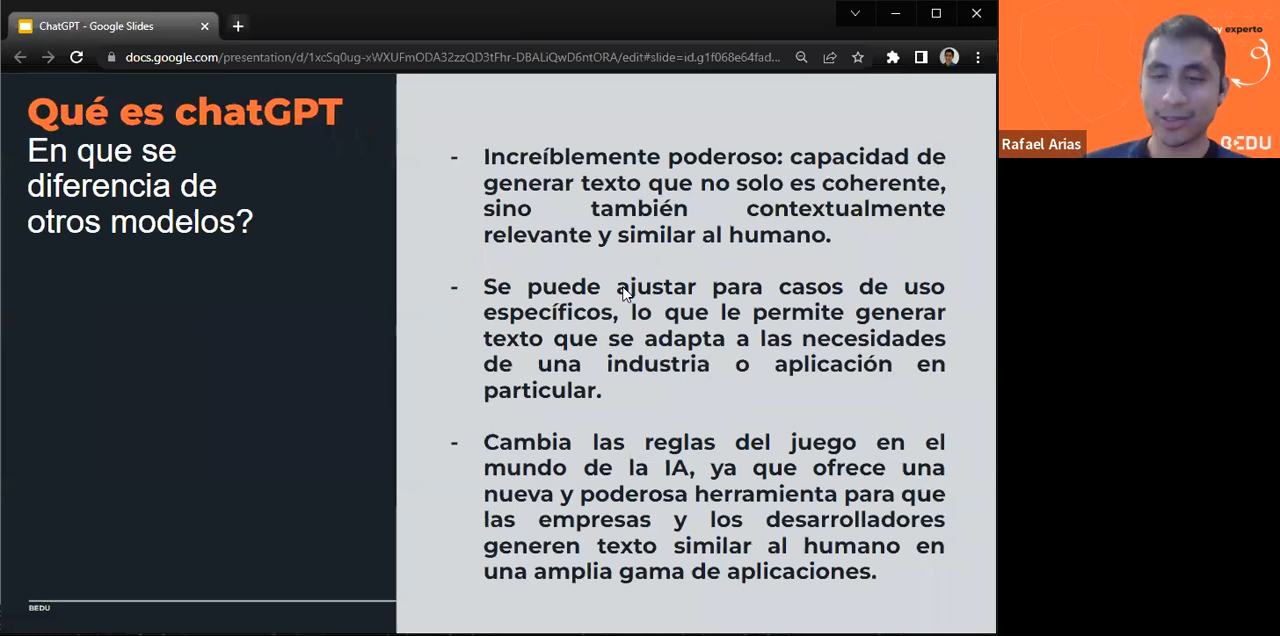 ChatGPT - Google Slides
docs.google.com/presentation/d/1xcSq0ug-wXUFmODA32zzQD3tFhr-DBALiQwD6ntORA/edit#slide=id.g1f068e64fad...
Qué es chatGPT
En que se
diferencia de
otros modelos?
BEDU
- Increíblemente poderoso: capacidad de
generar texto que no solo es coherente,
sino también contextualmente
relevante y similar al humano.
- Se puede ajustar para casos de uso
específicos, lo que le permite generar
texto que se adapta a las necesidades
de una industria o aplicación en
particular.
- Cambia las reglas del juego en el
mundo de la IA, ya que ofrece una
nueva y poderosa herramienta para que
las empresas y los desarrolladores
generen texto similar al humano en
una amplia gama de aplicaciones.
experto
Rafael Arias
BEDU